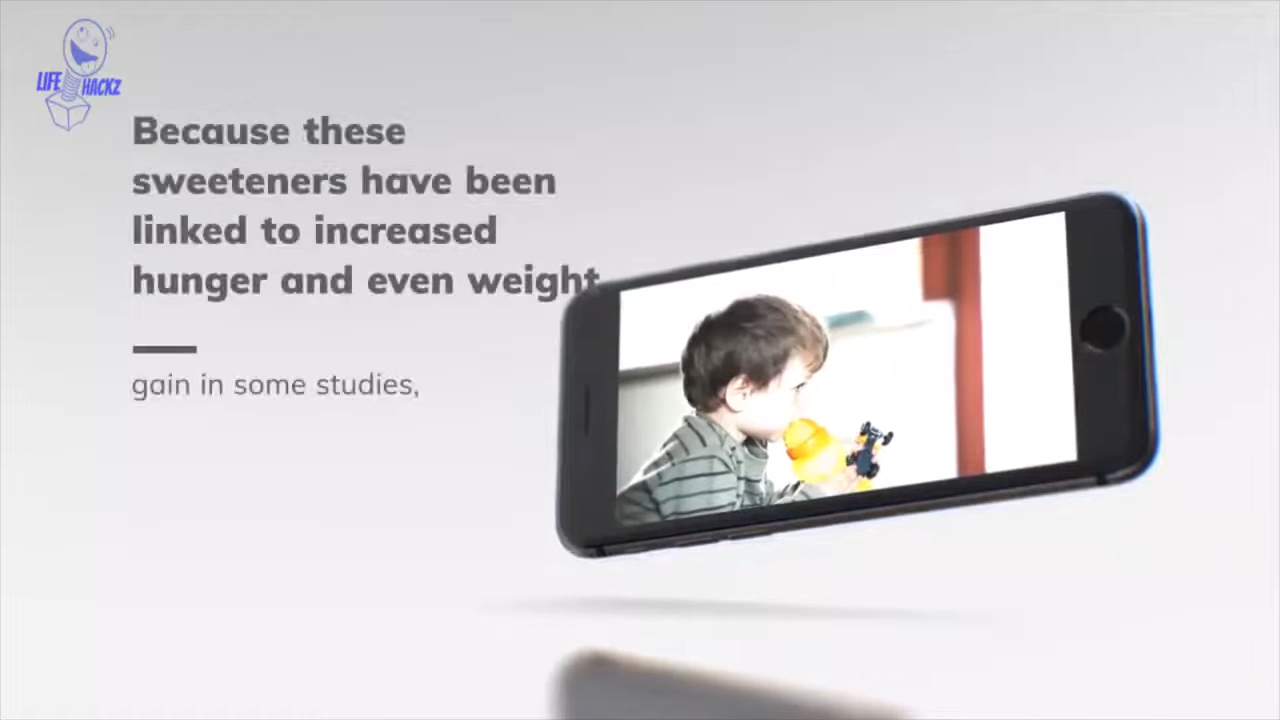 LIFE HACKZ
Because these
sweeteners have been
linked to increased
hunger and even weight
gain in some studies,